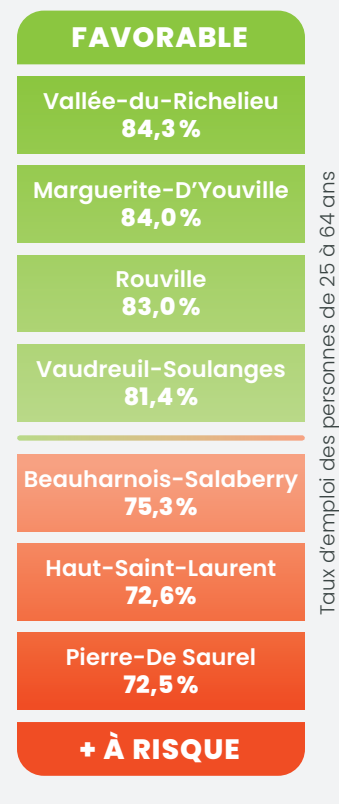 FAVORABLE
Vallée-du-Richelieu
84,3 %
Marguerite-D’Youville
84,0 %
Rouville
83,0 %
Vaudreuil-Soulanges
81,4 %
Beauharnois-Salaberry
75,3 %
Haut-Saint-Laurent
72,6%
Pierre-De Saurel
72,5 %
+ À RISQUE
Taux d’emploi des personnes de 25 à 64 ans